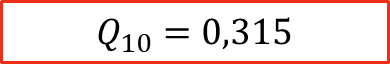 Q₁₀ = 0,315